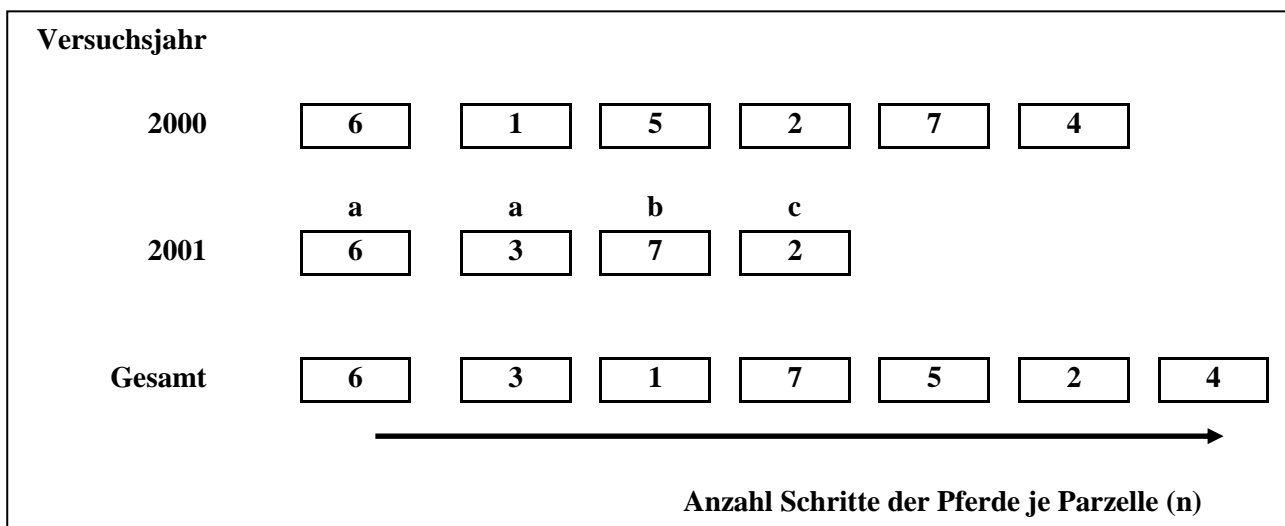 Versuchsjahr
2000 6 1 5 2 7 4
a a b c
2001 6 3 7 2
Gesamt 6 3 1 7 5 2 4
Anzahl Schritte der Pferde je Parzelle (n)